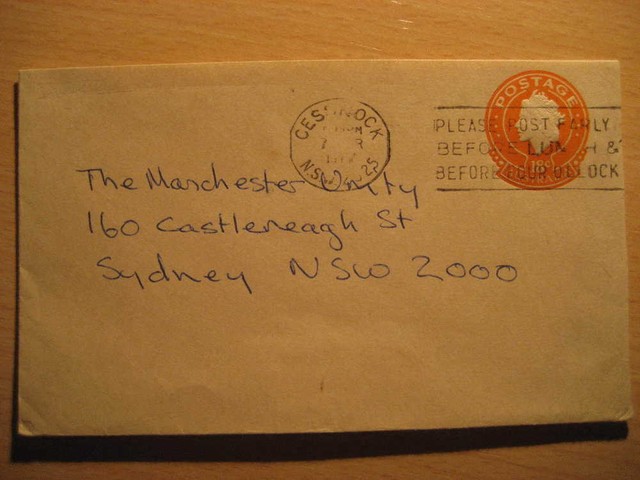 POSTAGE
CESSNOCK
NSW
PLEASE POST EARLY
BEFORE LUNCH &
BEFORE FOUR O'CLOCK
The Manchester Unity
160 Castlereagh St
Sydney NSW 2000